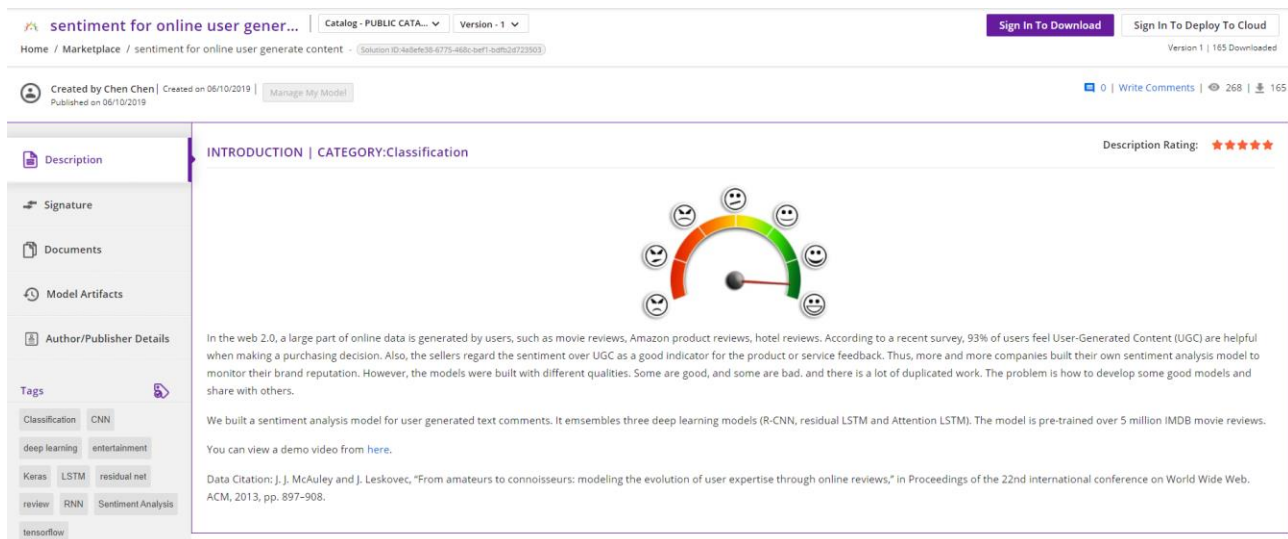 sentiment for online user gener... | Catalog - PUBLIC CATA... Version - 1 Sign In To Download Sign In To Deploy To Cloud
Home / Marketplace / sentiment for online user generate content - Solution ID:4a8efe38-6775-468c-bef1-bdfb2d723503 Version 1 | 165 Downloaded
Created by Chen Chen | Created on 06/10/2019 | Manage My Model 0 | Write Comments | 268 | 165
Published on 06/10/2019
Description
Signature
Documents
Model Artifacts
Author/Publisher Details
Tags
Classification CNN
deep learning entertainment
Keras LSTM residual net
review RNN Sentiment Analysis
tensorflow
INTRODUCTION | CATEGORY:Classification Description Rating:
In the web 2.0, a large part of online data is generated by users, such as movie reviews, Amazon product reviews, hotel reviews. According to a recent survey, 93% of users feel User-Generated Content (UGC) are helpful
when making a purchasing decision. Also, the sellers regard the sentiment over UGC as a good indicator for the product or service feedback. Thus, more and more companies built their own sentiment analysis model to
monitor their brand reputation. However, the models were built with different qualities. Some are good, and some are bad. and there is a lot of duplicated work. The problem is how to develop some good models and
share with others.
We built a sentiment analysis model for user generated text comments. It emsembles three deep learning models (R-CNN, residual LSTM and Attention LSTM). The model is pre-trained over 5 million IMDB movie reviews.
You can view a demo video from here.
Data Citation: J. J. McAuley and J. Leskovec, “From amateurs to connoisseurs: modeling the evolution of user expertise through online reviews,” in Proceedings of the 22nd international conference on World Wide Web.
ACM, 2013, pp. 897–908.